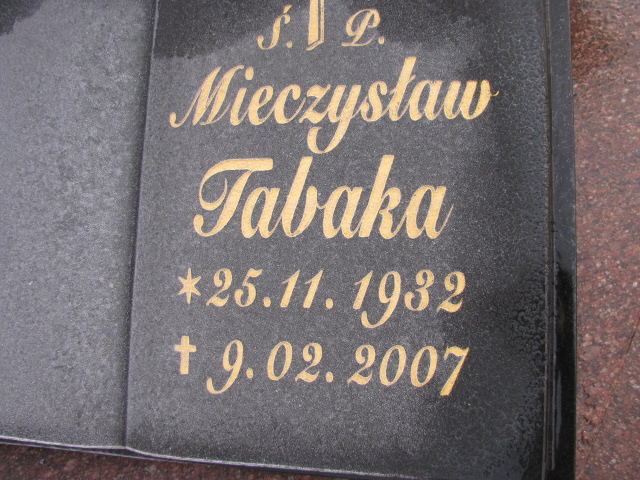 Ś. P.
Mieczysław
Tabaka
* 25.11.1932
† 9.02.2007